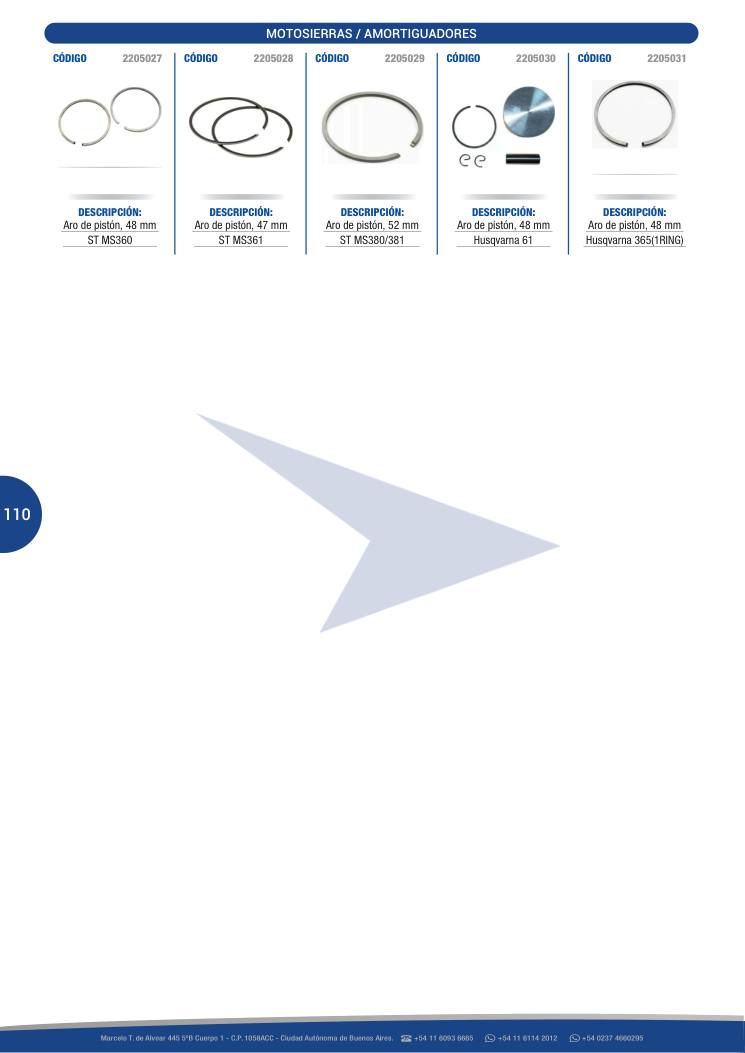 MOTOSIERRAS / AMORTIGUADORES
CÓDIGO 2205027
DESCRIPCIÓN:
Aro de pistón, 48 mm
ST MS360
CÓDIGO 2205028
DESCRIPCIÓN:
Aro de pistón, 47 mm
ST MS361
CÓDIGO 2205029
DESCRIPCIÓN:
Aro de pistón, 52 mm
ST MS380/381
CÓDIGO 2205030
DESCRIPCIÓN:
Aro de pistón, 48 mm
Husqvarna 61
CÓDIGO 2205031
DESCRIPCIÓN:
Aro de pistón, 48 mm
Husqvarna 365(1RING)
110
Marcelo T. de Alvear 445 5ºB Cuerpo 1 - C.P. 1058ACC - Ciudad Autónoma de Buenos Aires. +54 11 6093 6665 +54 11 6114 2012 +54 0237 4660295